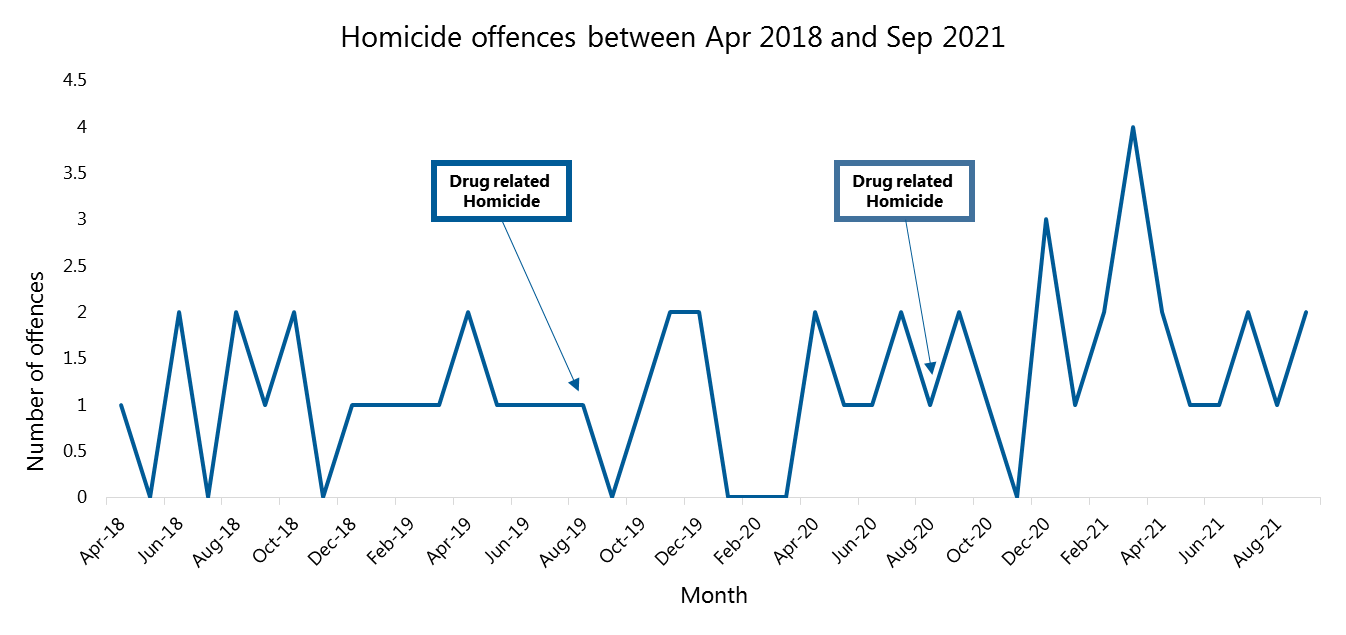 Homicide offences between Apr 2018 and Sep 2021
4.5
4
3.5
3
2.5
2
1.5
1
0.5
0
Number of offences
Drug related
Homicide
Drug related
Homicide
Apr-18
Jun-18
Aug-18
Oct-18
Dec-18
Feb-19
Apr-19
Jun-19
Aug-19
Oct-19
Dec-19
Feb-20
Apr-20
Jun-20
Aug-20
Oct-20
Dec-20
Feb-21
Apr-21
Jun-21
Aug-21
Month